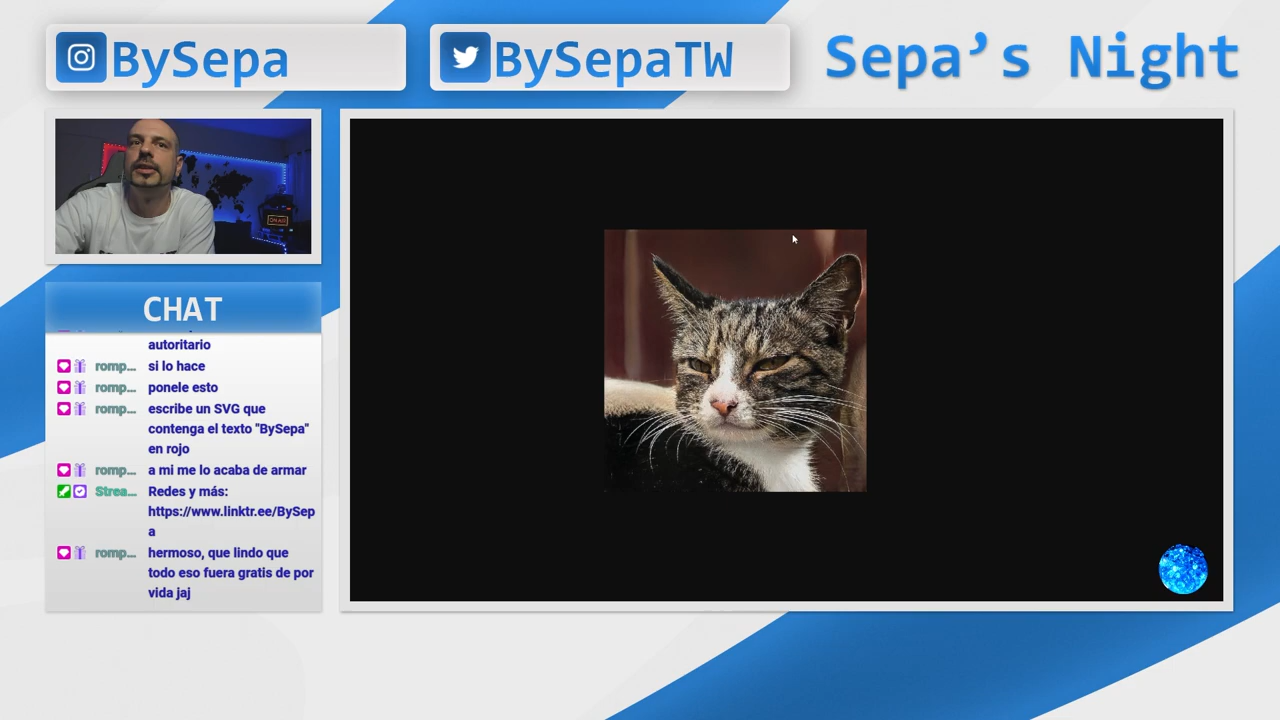 BySepa
BySepaTW
Sepa's Night
ON AIR
CHAT
autoritario
romp... si lo hace
romp... ponele esto
romp... escribe un SVG que
contenga el texto "BySepa"
en rojo
romp... a mi me lo acaba de armar
Strea... Redes y más:
https://www.linktr.ee/BySep
a
romp... hermoso, que lindo que
todo eso fuera gratis de por
vida jaj